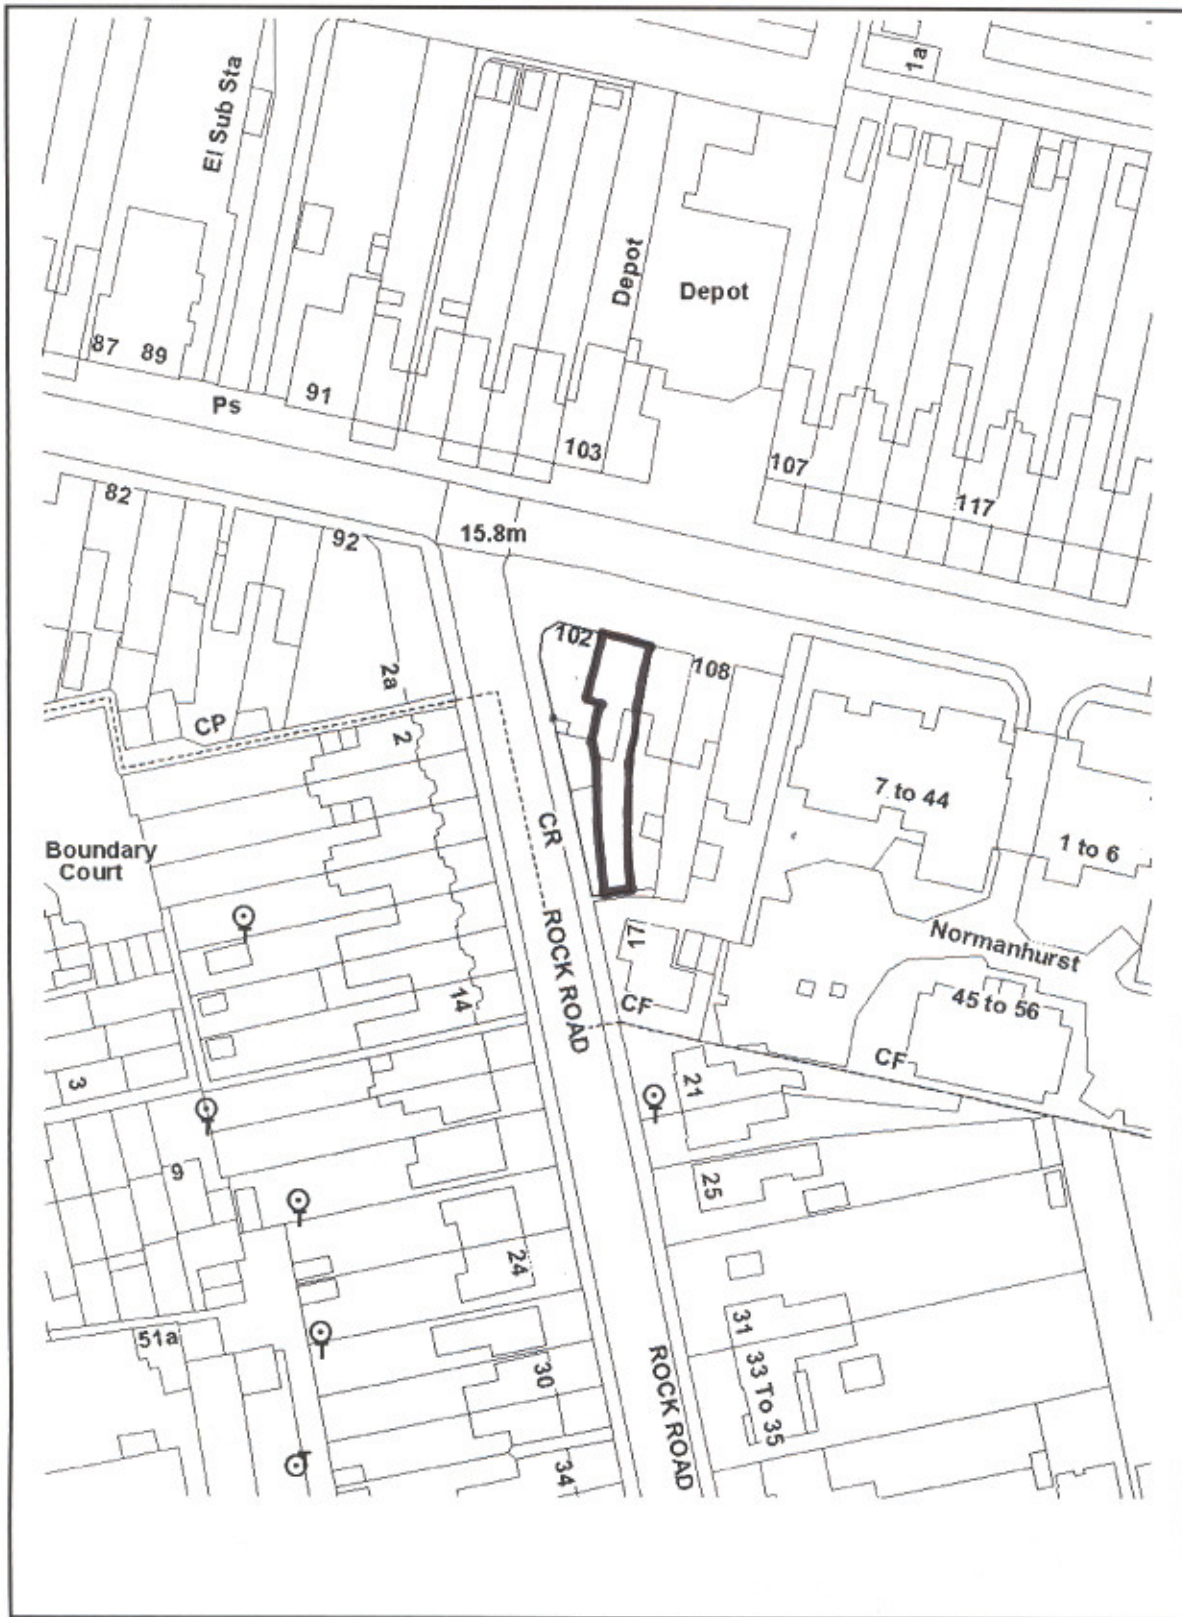 1a
El Sub Sta
Depot
Depot
87
89
91
Ps
103
107
117
82
92
15.8m
102
108
2a
CP
2
7 to 44
1 to 6
CR
Boundary
Court
ROCK ROAD
17
Normanhurst
14
CF
45 to 56
CF
3
21
9
25
24
31
51a
33 To 35
30
ROCK ROAD
34